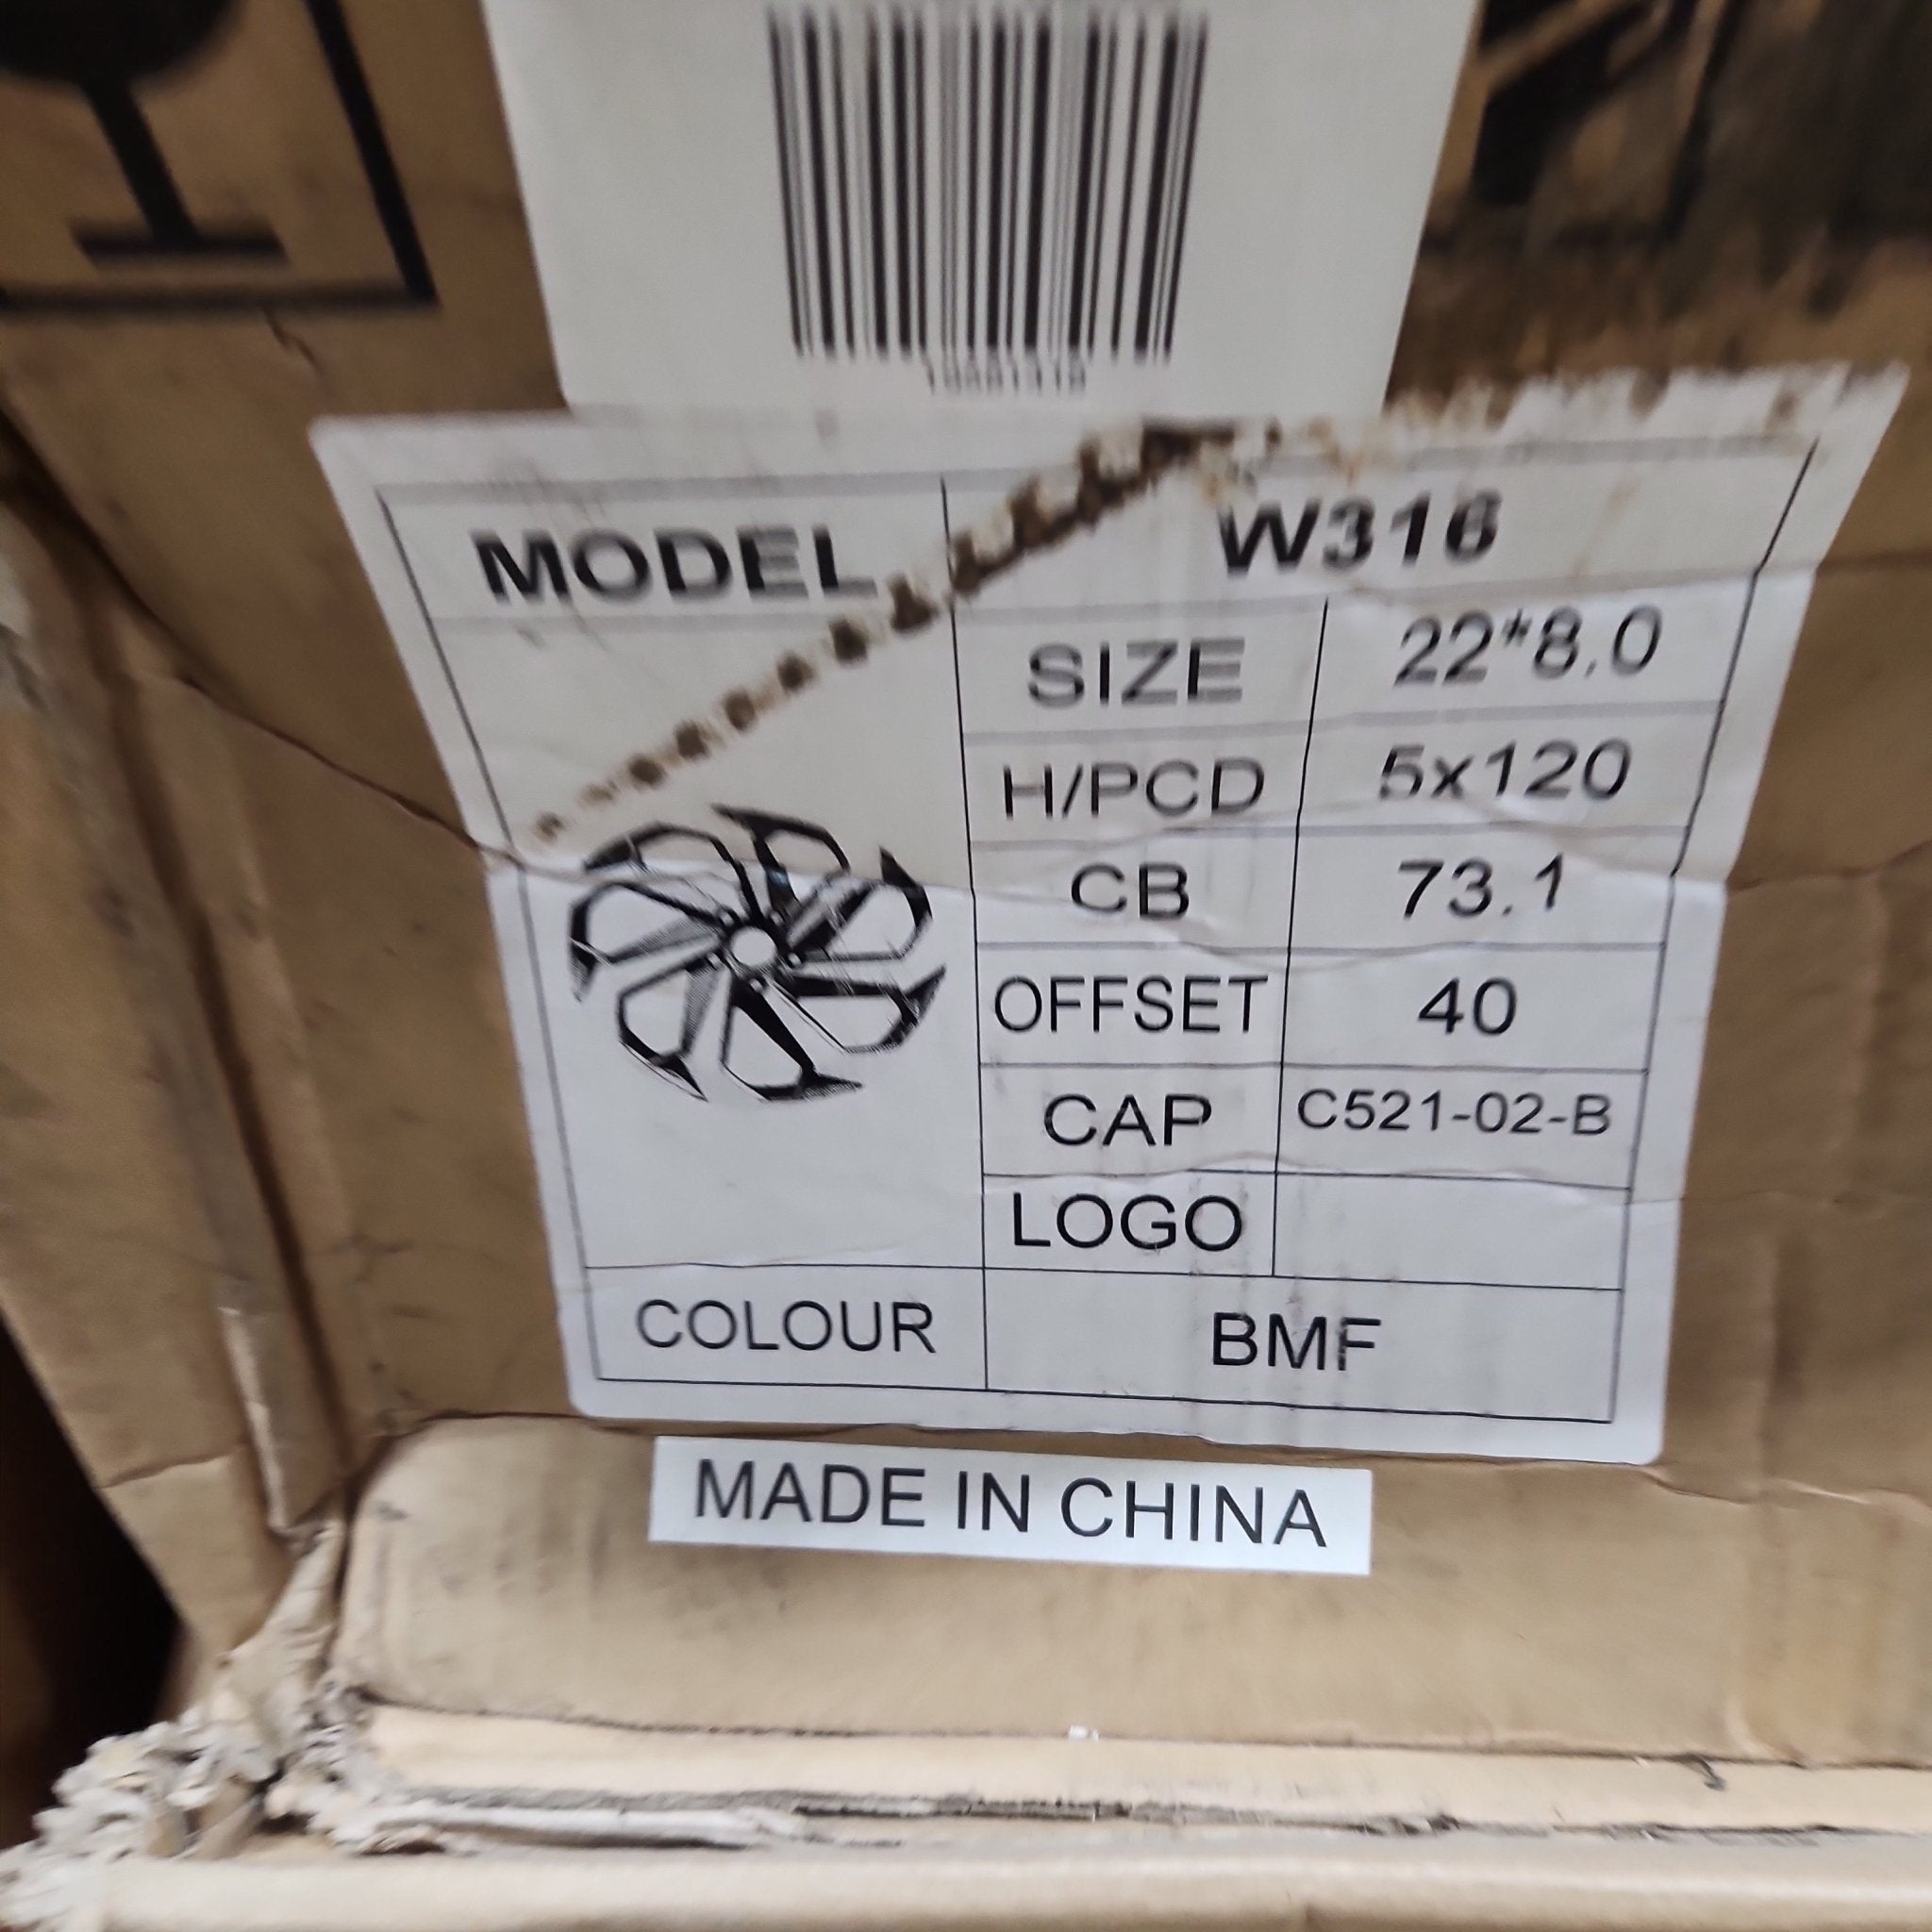 MODEL W316
SIZE 22*8.0
H/PCD 5x120
CB 73.1
OFFSET 40
CAP C521-02-B
LOGO
COLOUR BMF
MADE IN CHINA